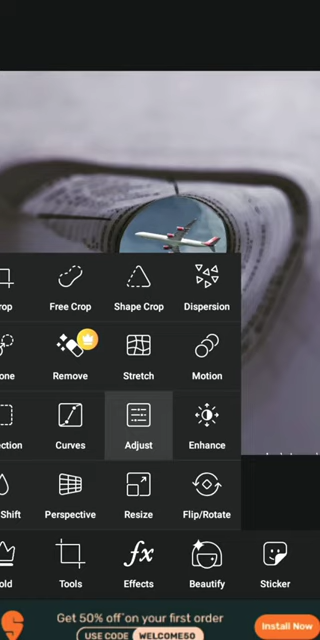 rop Free Crop Shape Crop Dispersion
one Remove Stretch Motion
ection Curves Adjust Enhance
Shift Perspective Resize Flip/Rotate
old Tools Effects Beautify Sticker
Get 50% off* on your first order
USE CODE WELCOME50
Install Now